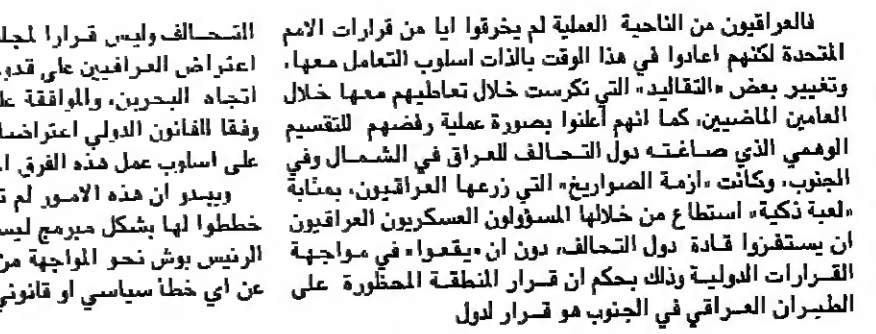 فالعراقيون من الناحية العملية لم يخرقوا ايا من قرارات الامم
المتحدة لكنهم اعادوا في هذا الوقت بالذات اسلوب التعامل معها،
وتغيير بعض «التقاليد» التي تكرست خلال تعاطيهم معها خلال
العامين الماضيين، كما انهم أعلنوا بصورة عملية رفضهم للتقسيم
الوهمي الذي صاغته دول التحالف للعراق في الشمال وفي
الجنوب، وكانت «ازمة الصواريخ» التي زرعها العراقيون، بمثابة
«لعبة ذكية» استطاع من خلالها المسؤولون العسكريون العراقيون
ان يستفزوا قادة دول التحالف، دون ان «يقعوا» في مواجهة
القرارات الدولية وذلك بحكم ان قرار المنطقة المحظورة على
الطيران العراقي في الجنوب هو قرار لدول
التحالف وليس قرارا لمجلـ
اعتراض العراقيين على قدو
اتجاه البحرين، والموافقة علـ
وفقا للقانون الدولي اعتراضـ
على اسلوب عمل هذه الفرق
ويبدو ان هذه الامور لم
خططوا لها بشكل مبرمج ليس
الرئيس بوش نحو المواجهة من
عن اي خطأ سياسي او قانوني